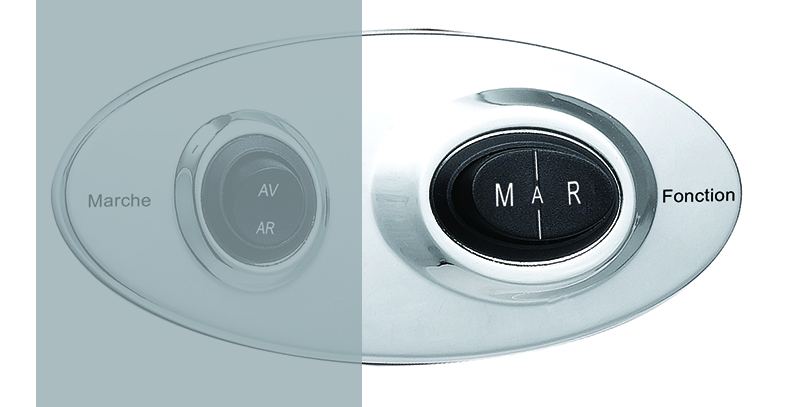 Marche
AV
AR
M A R
Fonction